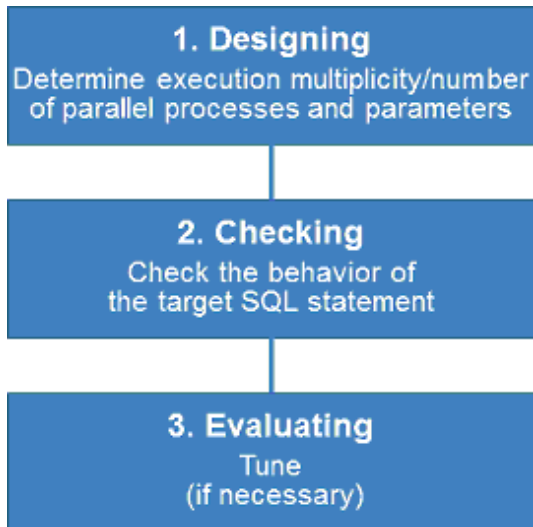 1. Designing
Determine execution multiplicity/number
of parallel processes and parameters
2. Checking
Check the behavior of
the target SQL statement
3. Evaluating
Tune
(if necessary)